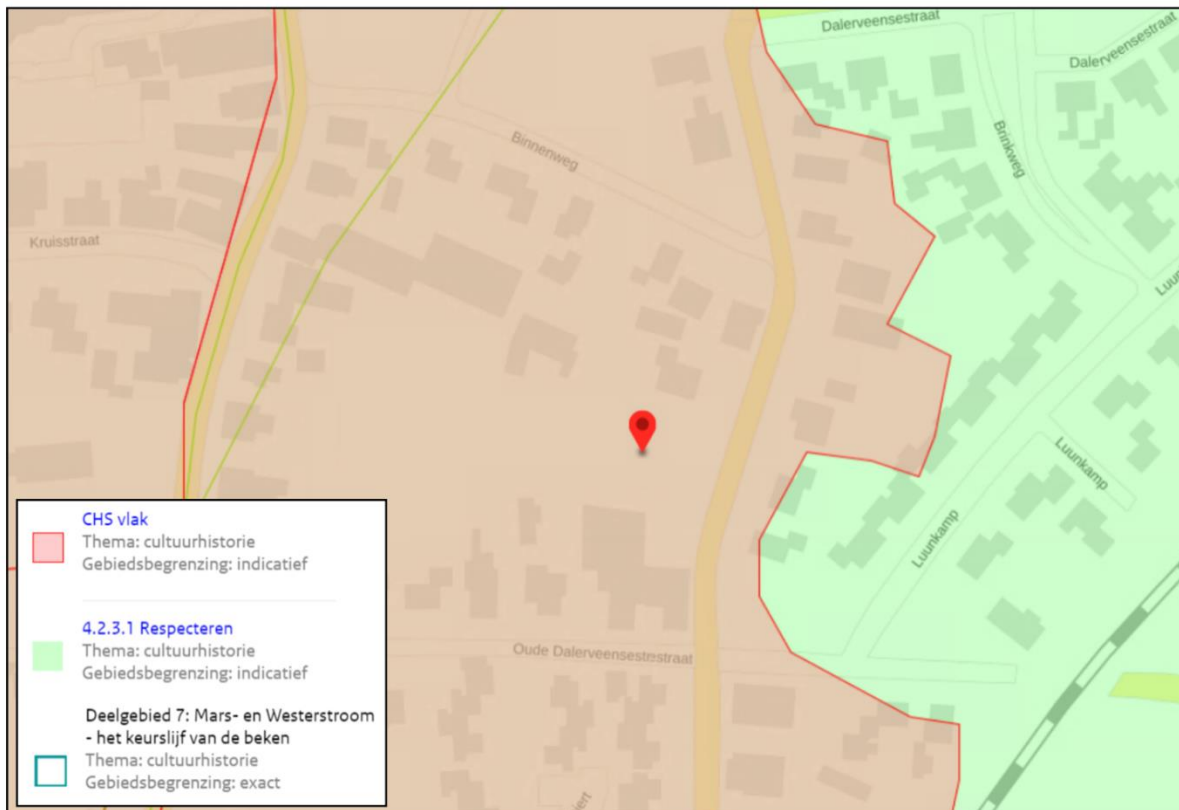 Dalerveensestraat
Dalerveensestraat
Brinkweg
Binnenweg
Kruisstraat
Luunkamp
Luunkamp
Oude Dalerveensestraat
CHS vlak
Thema: cultuurhistorie
Gebiedsbegrenzing: indicatief
4.2.3.1 Respecteren
Thema: cultuurhistorie
Gebiedsbegrenzing: indicatief
Deelgebied 7: Mars- en Westerstroom
- het keurslijf van de beken
Thema: cultuurhistorie
Gebiedsbegrenzing: exact